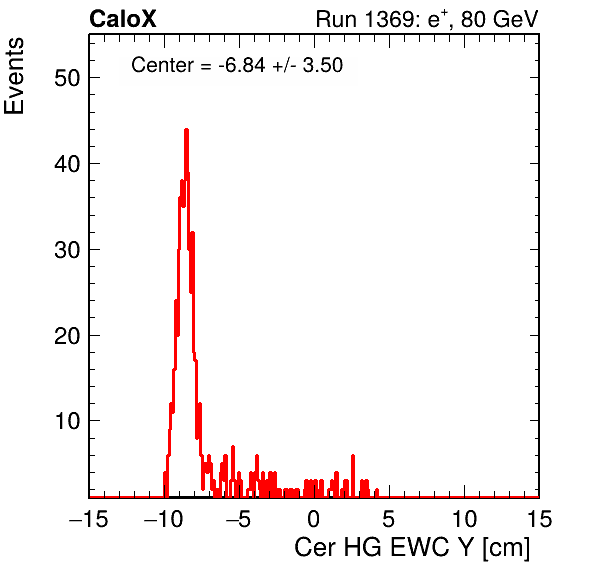 CaloX Run 1369: e⁺, 80 GeV
Center = -6.84 +/- 3.50
Events
50
40
30
20
10
−15 −10 −5 0 5 10 15
Cer HG EWC Y [cm]